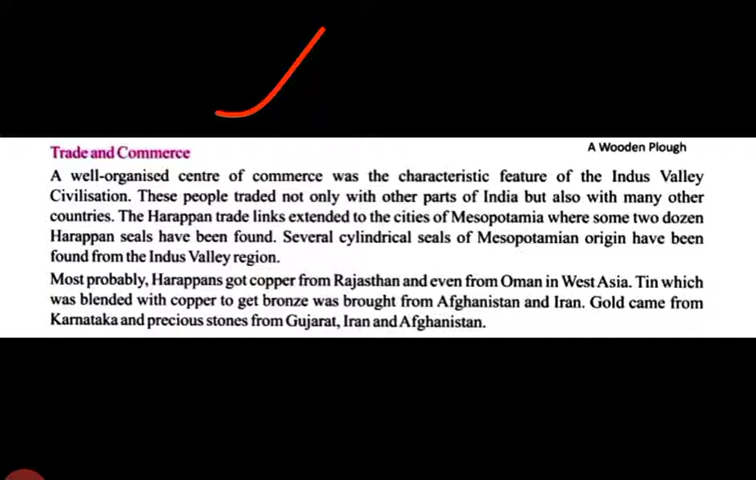 A Wooden Plough
Trade and Commerce
A well-organised centre of commerce was the characteristic feature of the Indus Valley
Civilisation. These people traded not only with other parts of India but also with many other
countries. The Harappan trade links extended to the cities of Mesopotamia where some two dozen
Harappan seals have been found. Several cylindrical seals of Mesopotamian origin have been
found from the Indus Valley region.
Most probably, Harappans got copper from Rajasthan and even from Oman in West Asia. Tin which
was blended with copper to get bronze was brought from Afghanistan and Iran. Gold came from
Karnataka and precious stones from Gujarat, Iran and Afghanistan.